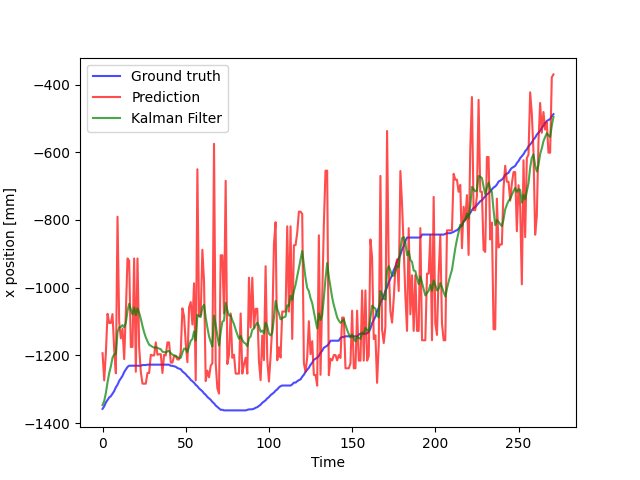 Ground truth
Prediction
Kalman Filter
−400
−600
−800
−1000
−1200
−1400
x position [mm]
0 50 100 150 200 250
Time